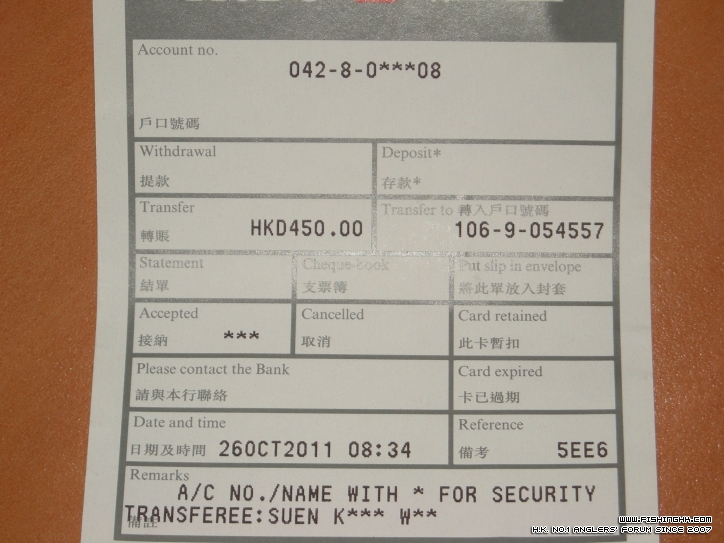 Account no.
042-8-0***08
戶口號碼
Withdrawal
提款
Deposit*
存款*
Transfer
轉賬
HKD450.00
Transfer to 轉入戶口號碼
106-9-054557
Statement
結單
Cheque-book
支票簿
Put slip in envelope
將此單放入封套
Accepted
接納
***
Cancelled
取消
Card retained
此卡暫扣
Please contact the Bank
請與本行聯絡
Card expired
卡已過期
Date and time
日期及時間 26OCT2011 08:34
Reference
備考
5EE6
Remarks
A/C NO./NAME WITH * FOR SECURITY
TRANSFEREE:SUEN K*** W**
備註
WWW.FISHINGHK.COM
(H.K. NO.1 ANGLERS' FORUM SINCE 2007